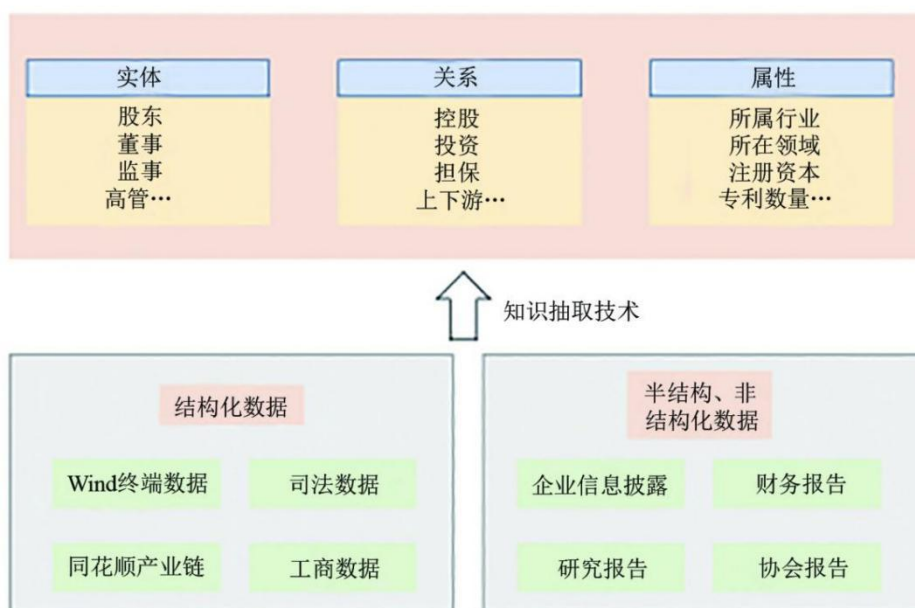 实体
股东
董事
监事
高管…
关系
控股
投资
担保
上下游…
属性
所属行业
所在领域
注册资本
专利数量…
知识抽取技术
结构化数据
Wind终端数据
司法数据
同花顺产业链
工商数据
半结构、非
结构化数据
企业信息披露
财务报告
研究报告
协会报告